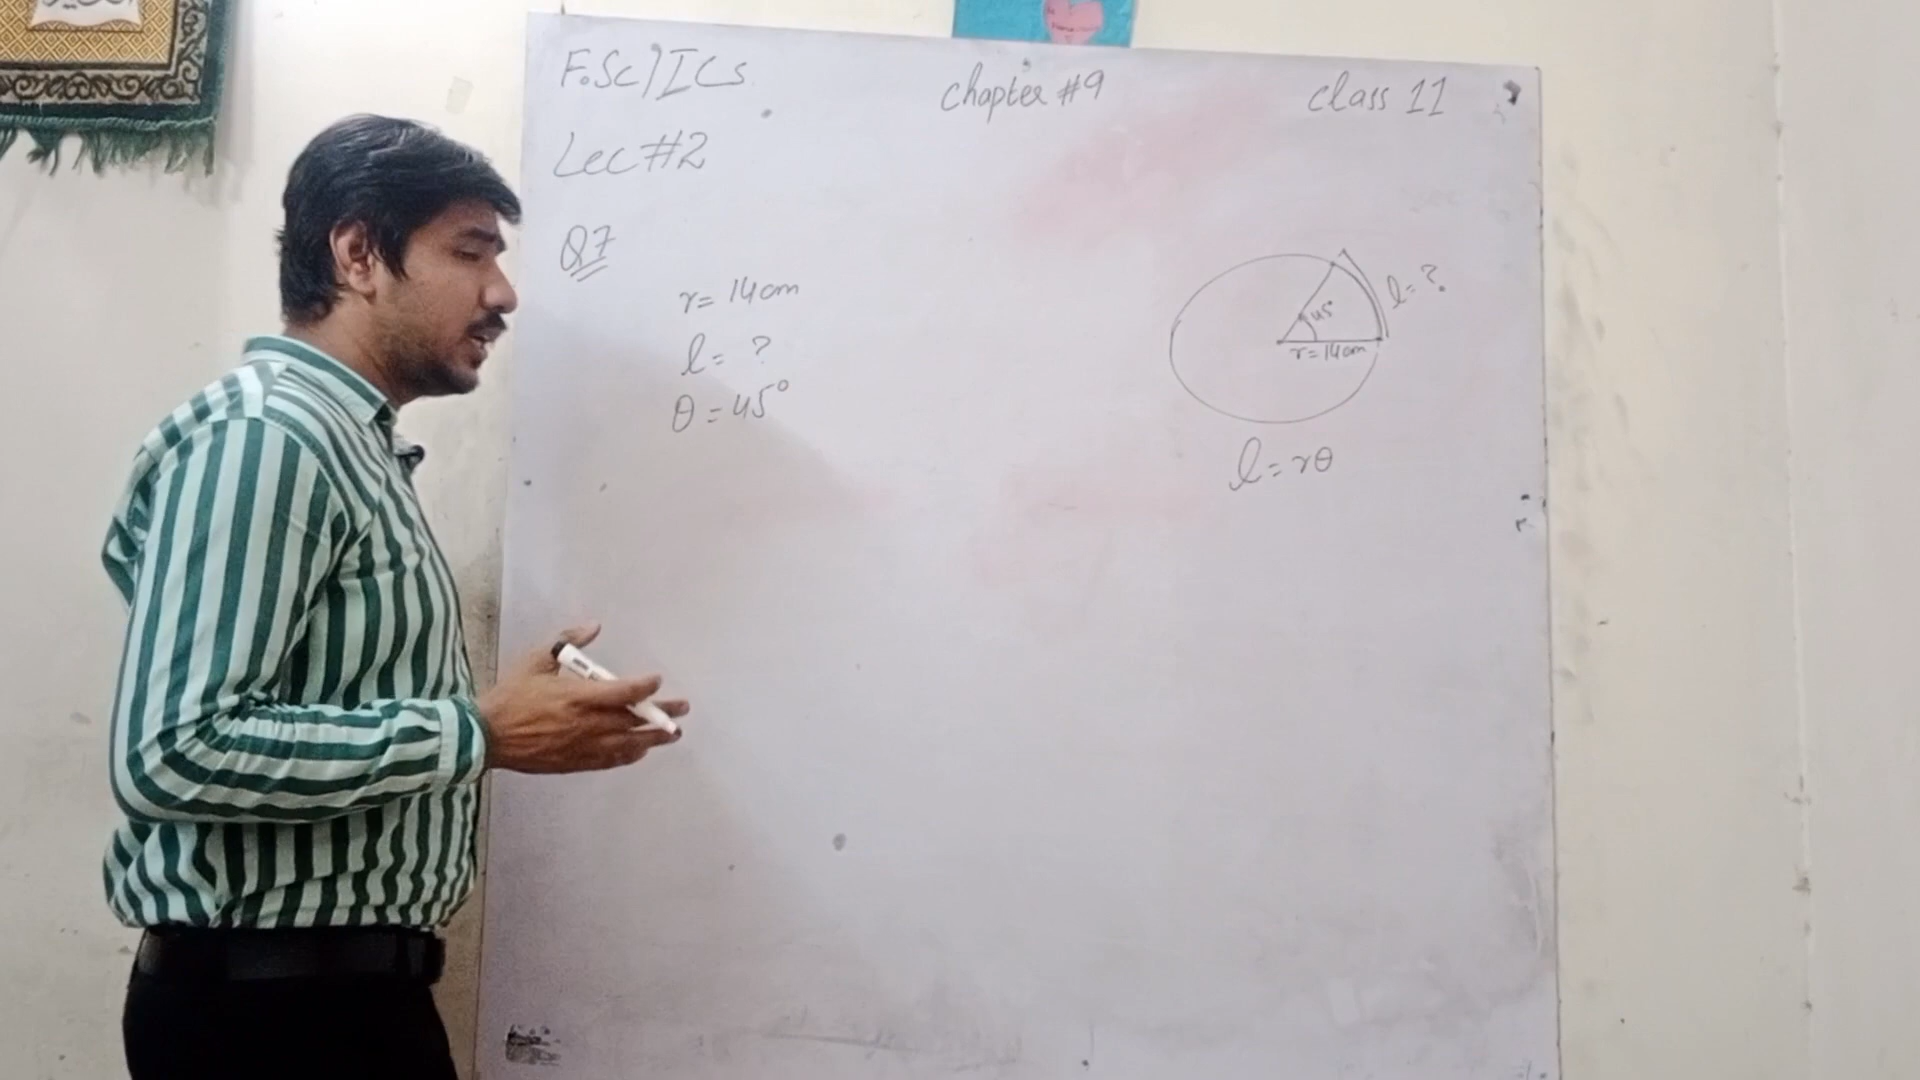 F.Sc/ICs
Chapter #9
Class 11
Lec #2
Q7
r = 14cm
l = ?
θ = 45°
45°
r = 14cm
l = ?
l = rθ